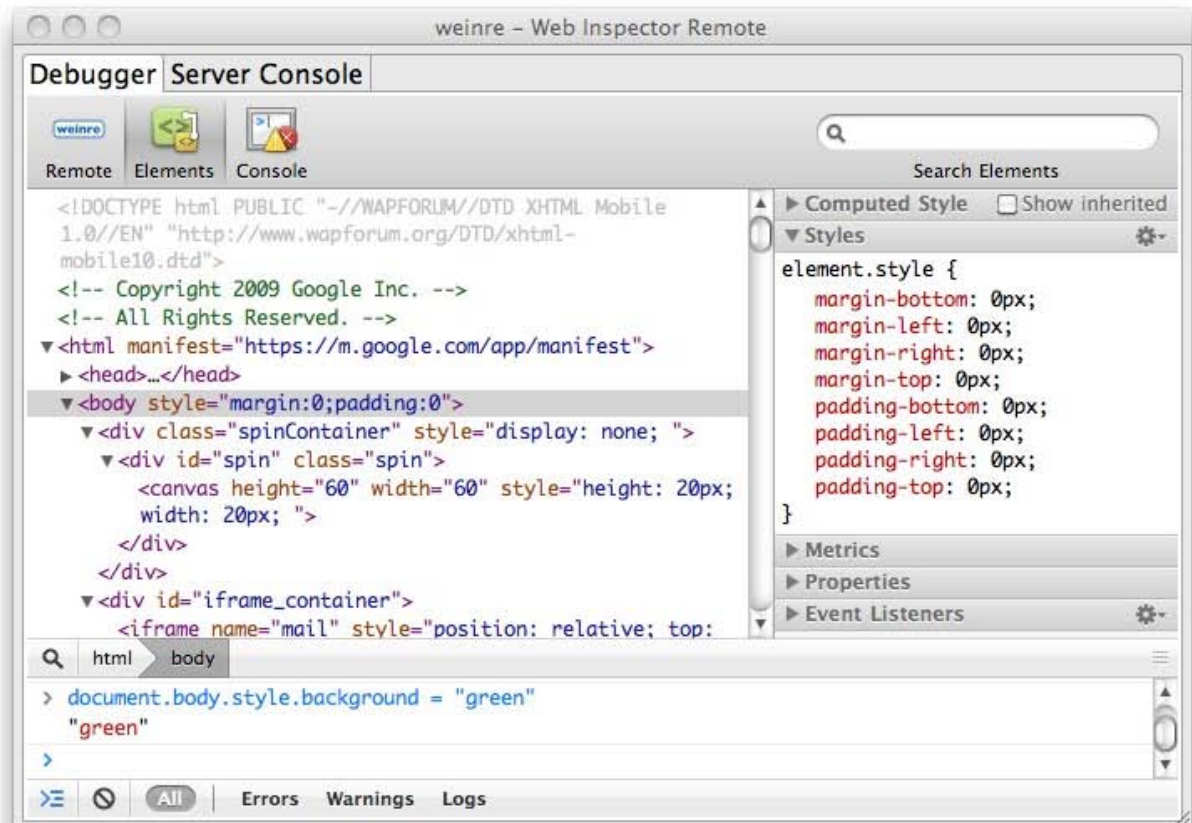 weinre – Web Inspector Remote
Debugger Server Console
weinre
Remote Elements Console
Search Elements
<!DOCTYPE html PUBLIC "-//WAPFORUM//DTD XHTML Mobile
1.0//EN" "http://www.wapforum.org/DTD/xhtml-
mobile10.dtd">
<!-- Copyright 2009 Google Inc. -->
<!-- All Rights Reserved. -->
<html manifest="https://m.google.com/app/manifest">
<head>…</head>
<body style="margin:0;padding:0">
<div class="spinContainer" style="display: none; ">
<div id="spin" class="spin">
<canvas height="60" width="60" style="height: 20px;
width: 20px; ">
</div>
</div>
<div id="iframe_container">
<iframe name="mail" style="position: relative; top:
Computed Style Show inherited
Styles
element.style {
margin-bottom: 0px;
margin-left: 0px;
margin-right: 0px;
margin-top: 0px;
padding-bottom: 0px;
padding-left: 0px;
padding-right: 0px;
padding-top: 0px;
}
Metrics
Properties
Event Listeners
html body
> document.body.style.background = "green"
"green"
>
All Errors Warnings Logs